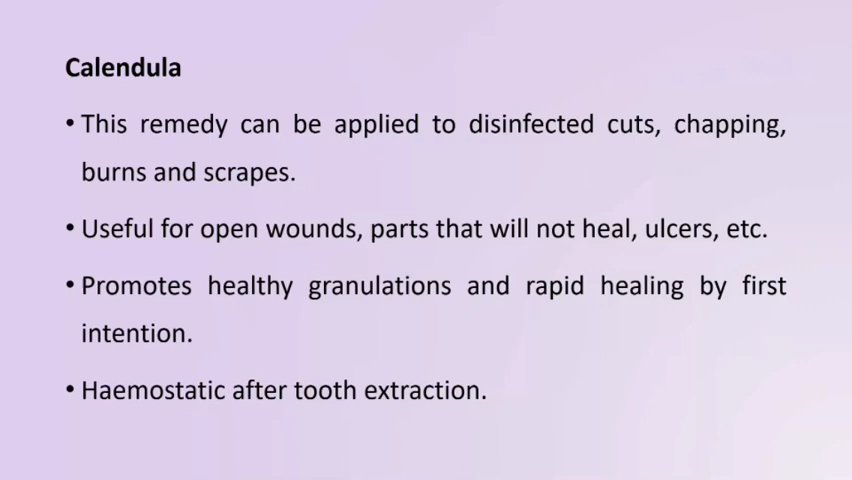 Calendula
• This remedy can be applied to disinfected cuts, chapping,
burns and scrapes.
• Useful for open wounds, parts that will not heal, ulcers, etc.
• Promotes healthy granulations and rapid healing by first
intention.
• Haemostatic after tooth extraction.